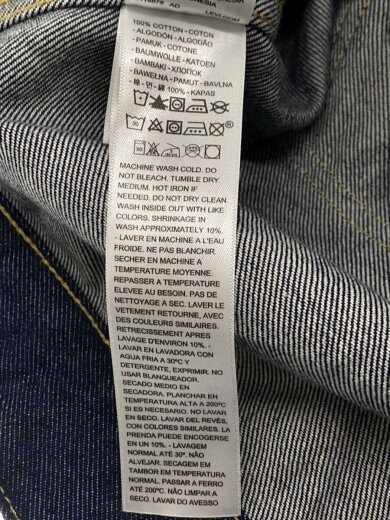 LEVI.COM
100% COTTON - COTON
- ALGODÓN - ALGODÃO
- PAMUK - COTONE
- BAUMWOLLE - KATOEN
- BAMBAKI - ХЛОПОК
- BAWEŁNA - PAMUT - BAVLNA
- 棉 - 면 - 綿 100% - KAPAS
MACHINE WASH COLD. DO
NOT BLEACH. TUMBLE DRY
MEDIUM. HOT IRON IF
NEEDED. DO NOT DRY CLEAN.
WASH INSIDE OUT WITH LIKE
COLORS. SHRINKAGE IN
WASH APPROXIMATELY 10%.
- LAVER EN MACHINE A L'EAU
FROIDE. NE PAS BLANCHIR.
SECHER EN MACHINE A
TEMPERATURE MOYENNE.
REPASSER A TEMPERATURE
ELEVEE AU BESOIN. PAS DE
NETTOYAGE A SEC. LAVER LE
VETEMENT RETOURNE, AVEC
DES COULEURS SIMILAIRES.
RETRECISSEMENT APRES
LAVAGE D'ENVIRON 10%. -
LAVAR EN LAVADORA CON
AGUA FRIA A 30ºC Y
DETERGENTE, EXPRIMIR. NO
USAR BLANQUEADOR.
SECADO MEDIO EN
SECADORA. PLANCHAR EN
TEMPERATURA ALTA A 200ºC
SI ES NECESARIO. NO LAVAR
EN SECO. LAVAR DEL REVÉS,
CON COLORES SIMILARES. LA
PRENDA PUEDE ENCOGERSE
EN UN 10% - LAVAGEM
NORMAL ATÉ 30º. NÃO
ALVEJAR. SECAGEM EM
TAMBOR EM TEMPERATURA
NORMAL. PASSAR A FERRO
ATÉ 200ºC. NÃO LIMPAR A
SECO. LAVAR DO AVESSO